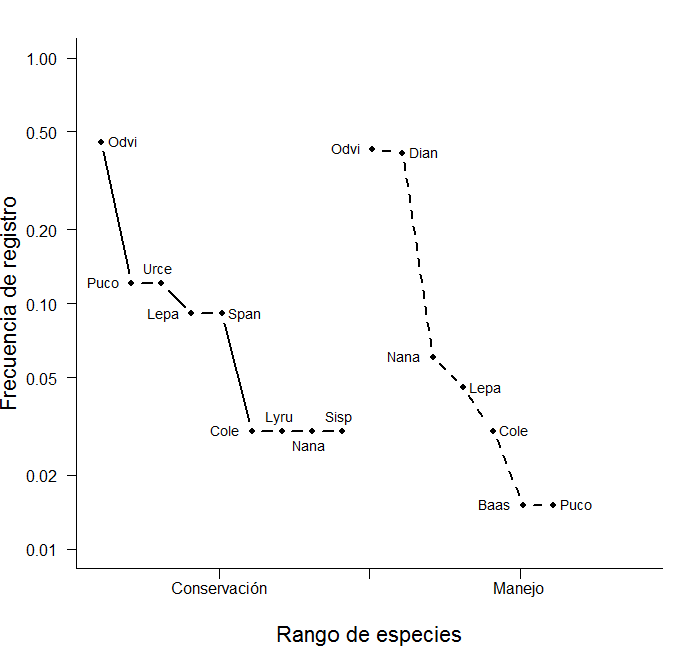 Frecuencia de registro
1.00
0.50
0.20
0.10
0.05
0.02
0.01
Odvi
Puco
Urce
Lepa
Span
Cole
Lyru
Nana
Sisp
Odvi
Dian
Nana
Lepa
Cole
Baas
Puco
Conservación
Manejo
Rango de especies